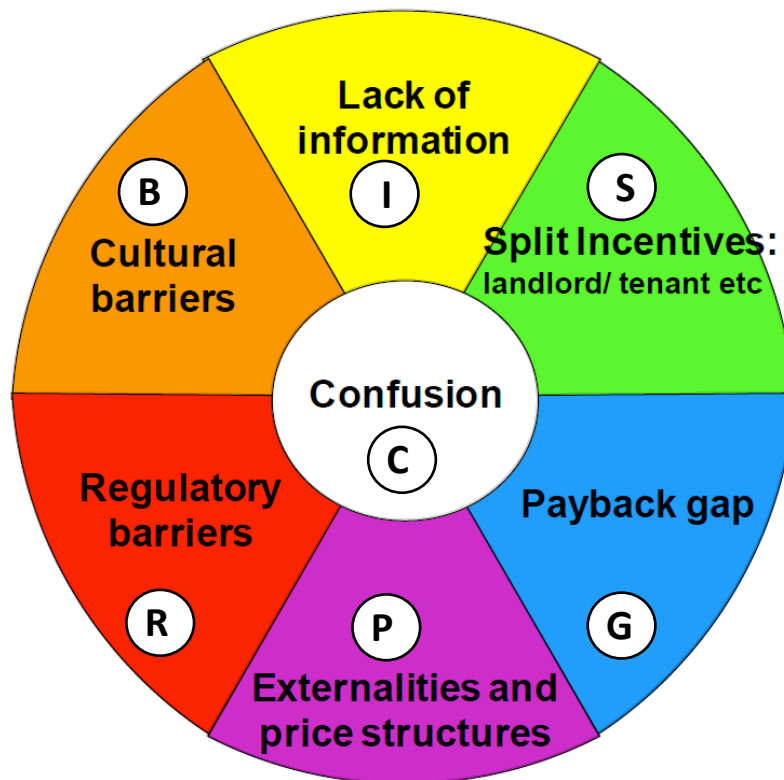 Lack of
information
I
B
Cultural
barriers
S
Split Incentives:
landlord/ tenant etc
Confusion
C
Regulatory
barriers
R
Payback gap
G
P
Externalities and
price structures